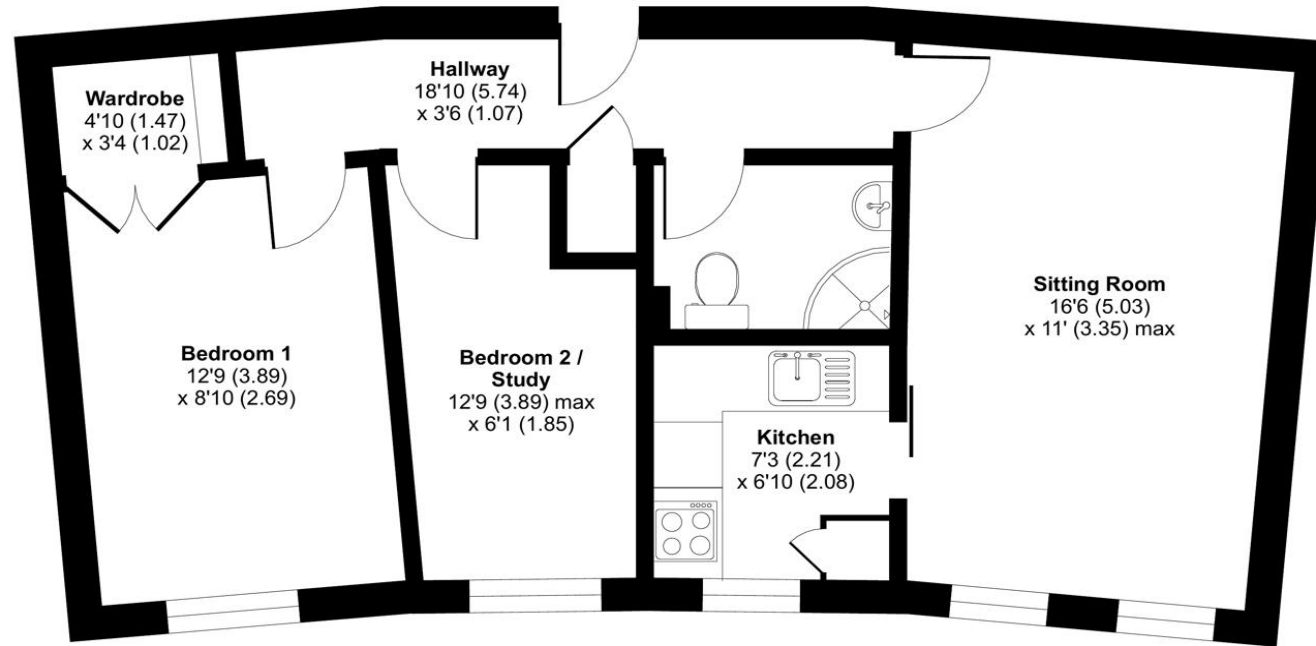 Wardrobe
4'10 (1.47)
x 3'4 (1.02)
Hallway
18'10 (5.74)
x 3'6 (1.07)
Bedroom 1
12'9 (3.89)
x 8'10 (2.69)
Bedroom 2 /
Study
12'9 (3.89) max
x 6'1 (1.85)
Kitchen
7'3 (2.21)
x 6'10 (2.08)
Sitting Room
16'6 (5.03)
x 11' (3.35) max